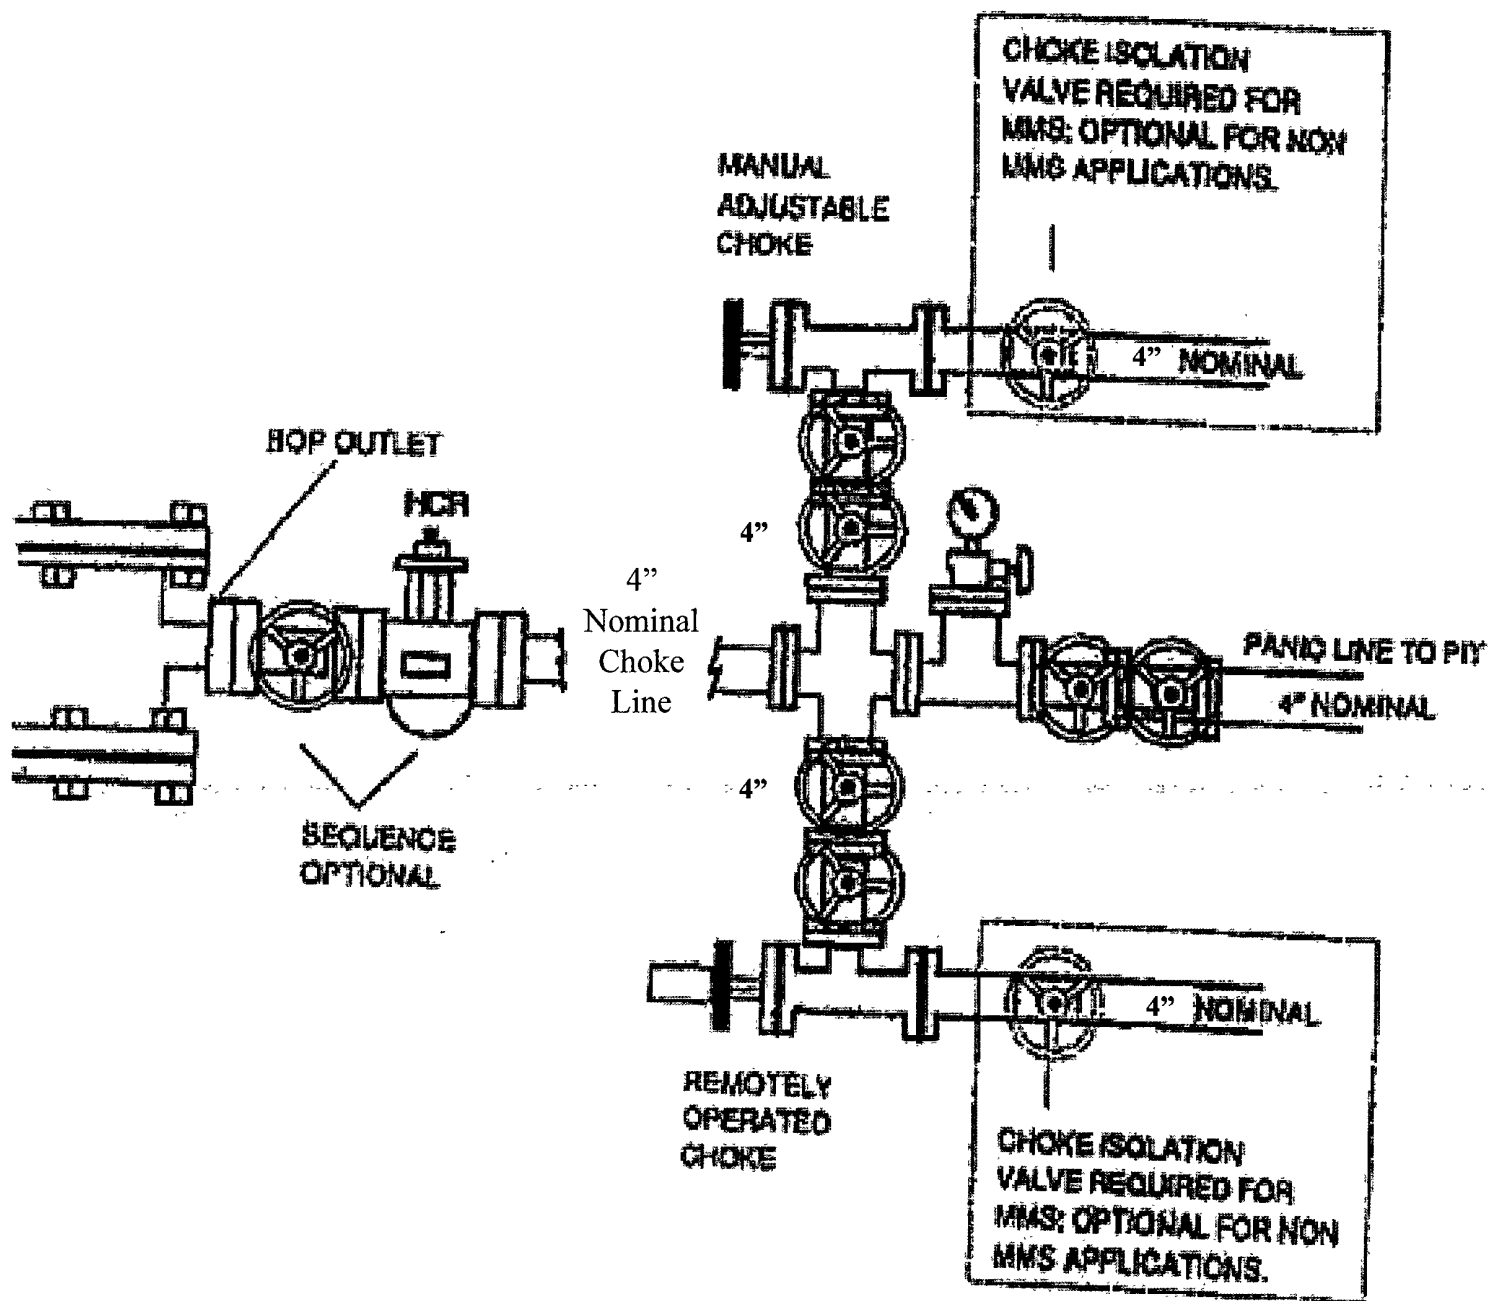 CHOKE ISOLATION
VALVE REQUIRED FOR
MMS: OPTIONAL FOR NON
MMS APPLICATIONS.
MANUAL
ADJUSTABLE
CHOKE
4” NOMINAL
BOP OUTLET
HCR
4”
4”
Nominal
Choke
Line
PANIC LINE TO PIT
4" NOMINAL
4”
SEQUENCE
OPTIONAL
4” NOMINAL
REMOTELY
OPERATED
CHOKE
CHOKE ISOLATION
VALVE REQUIRED FOR
MMS; OPTIONAL FOR NON
MMS APPLICATIONS.